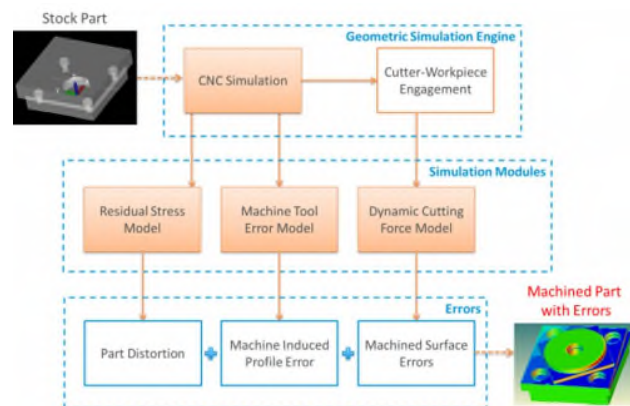 Stock Part
Geometric Simulation Engine
CNC Simulation
Cutter-Workpiece
Engagement
Simulation Modules
Residual Stress
Model
Machine Tool
Error Model
Dynamic Cutting
Force Model
Errors
Machined Part
with Errors
Part Distortion
Machine Induced
Profile Error
Machined Surface
Errors